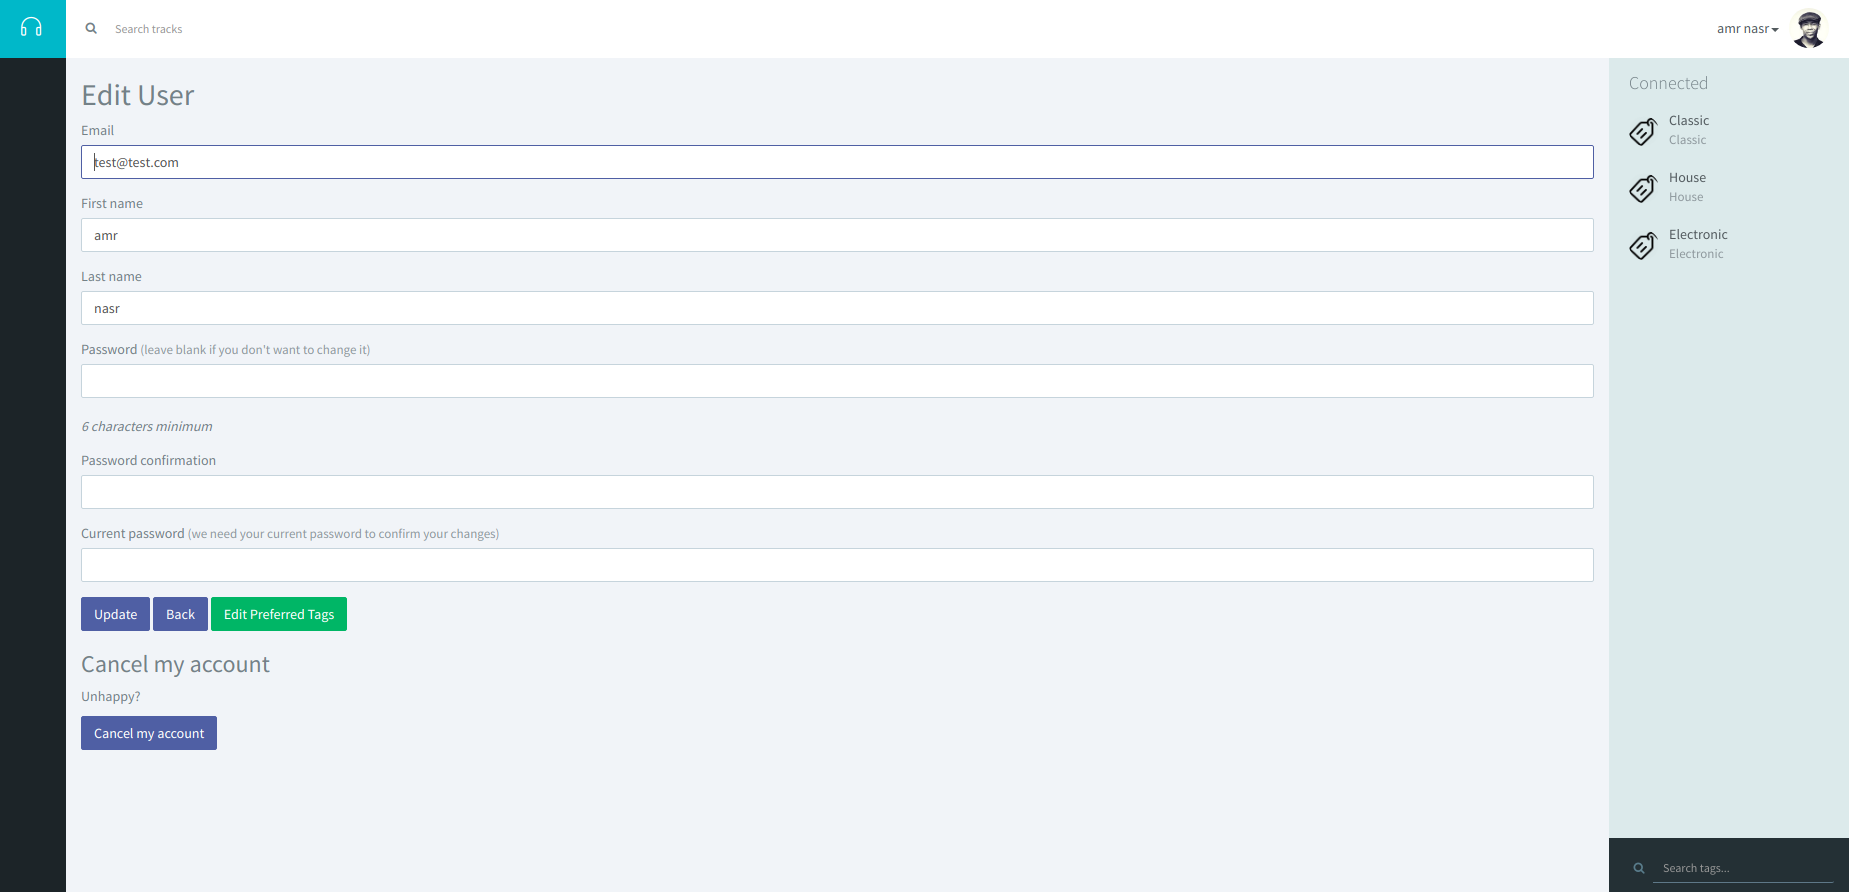 Search tracks
amr nasr
Edit User
Email
test@test.com
First name
amr
Last name
nasr
Password (leave blank if you don't want to change it)
6 characters minimum
Password confirmation
Current password (we need your current password to confirm your changes)
Update Back Edit Preferred Tags
Cancel my account
Unhappy?
Cancel my account
Connected
Classic
Classic
House
House
Electronic
Electronic
Search tags...